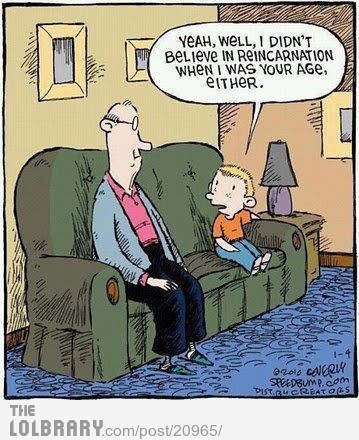 YEAH, WELL, I DIDN'T
BELIEVE IN REINCARNATION
WHEN I WAS YOUR AGE,
EITHER.
1-4
©2010 COVERLY
SPEEDBUMP.COM
DIST. BY CREATORS
THE
LOLBRARY.com/post/20965/